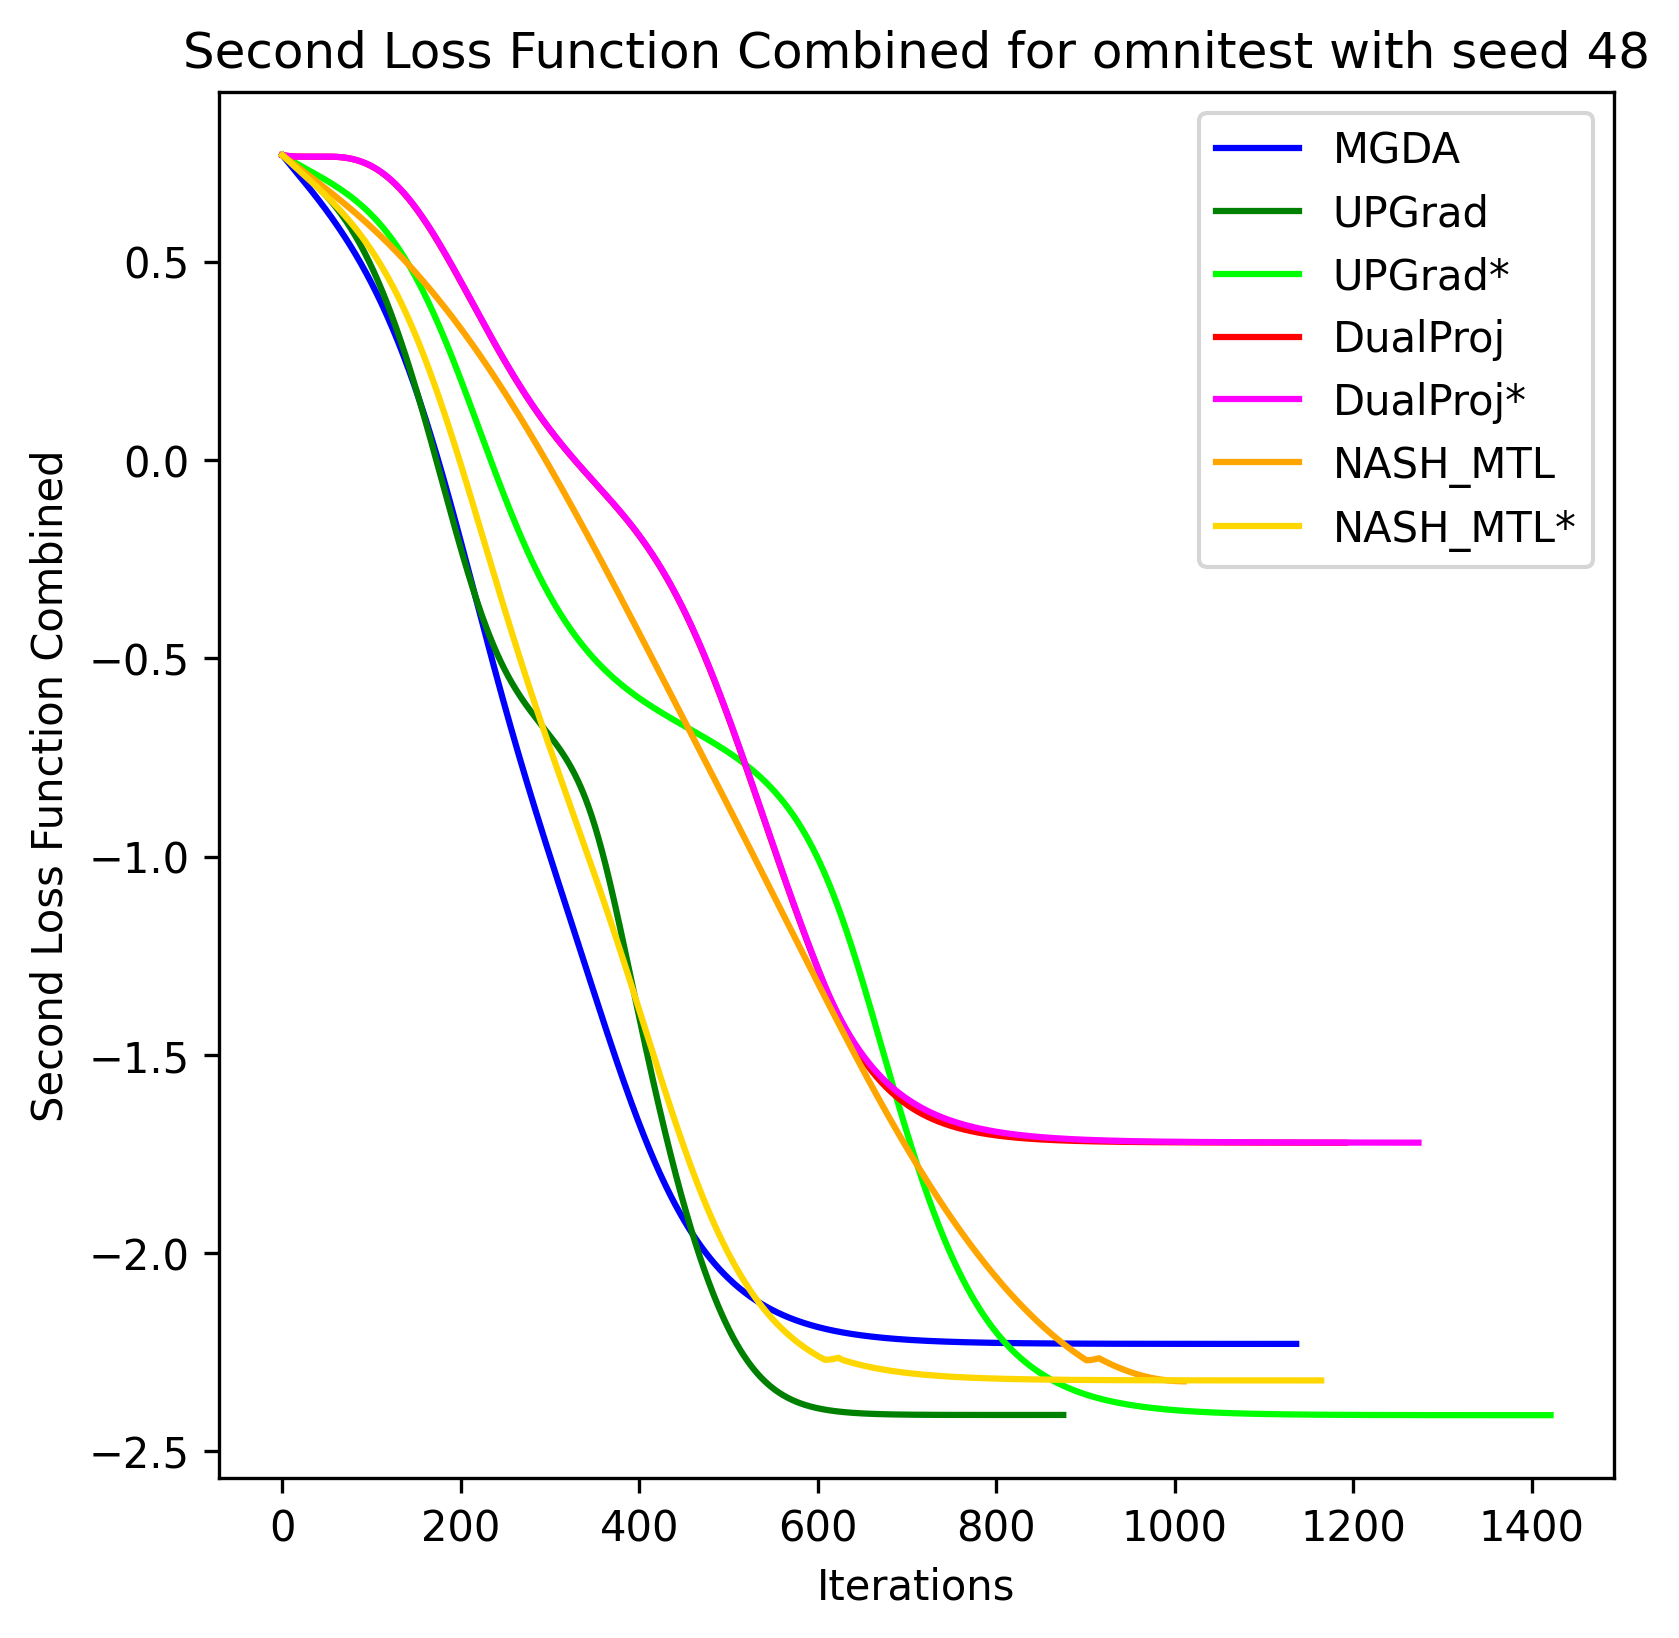 Second Loss Function Combined for omnitest with seed 48
MGDA
UPGrad
UPGrad*
DualProj
DualProj*
NASH_MTL
NASH_MTL*
Second Loss Function Combined
0.5
0.0
−0.5
−1.0
−1.5
−2.0
−2.5
0 200 400 600 800 1000 1200 1400
Iterations